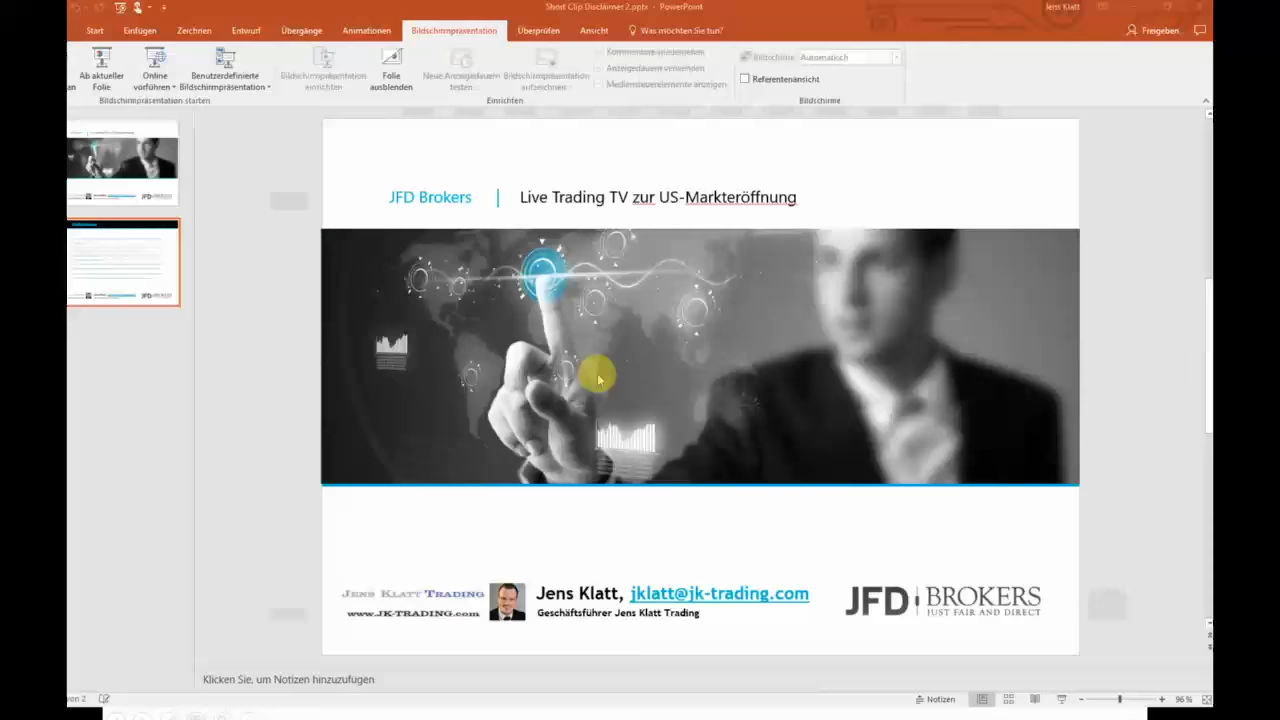 Short Clip Disclaimer 2.pptx - PowerPoint
Jens Klatt
Start Einfügen Zeichnen Entwurf Übergänge Animationen Bildschirmpräsentation Überprüfen Ansicht Was möchten Sie tun? Freigeben
an
Ab aktueller Folie
Online vorführen
Benutzerdefinierte Bildschirmpräsentation
Bildschirmpräsentation einrichten
Folie ausblenden
Neue Anzeigedauern testen
Bildschirmpräsentation aufzeichnen
Kommentare wiedergeben
Anzeigedauern verwenden
Mediensteuerelemente anzeigen
Bildschirm: Automatisch
Referentenansicht
Bildschirmpräsentation starten Einrichten Bildschirme
JFD Brokers | Live Trading TV zur US-Markteröffnung
JENS KLATT TRADING
www.JK-TRADING.com
Jens Klatt, jklatt@jk-trading.com
Geschäftsführer Jens Klatt Trading
JFD BROKERS
JUST FAIR AND DIRECT
Klicken Sie, um Notizen hinzuzufügen
von 2
Notizen
96 %